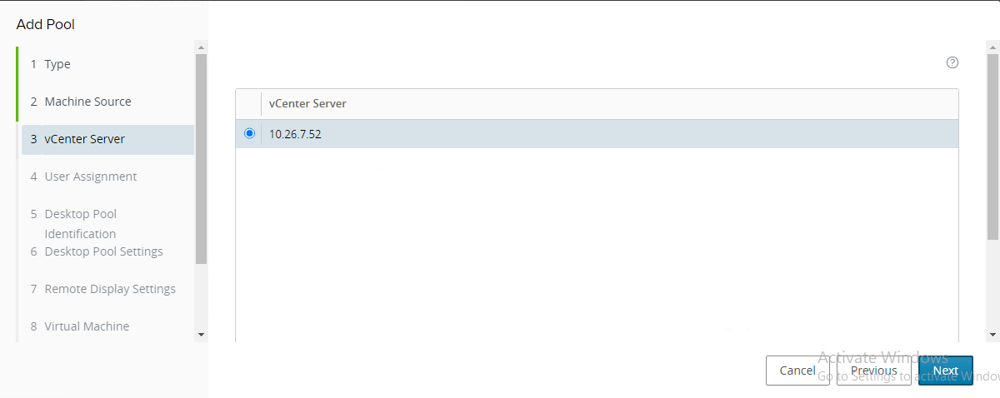 Add Pool
1 Type
2 Machine Source
3 vCenter Server
4 User Assignment
5 Desktop Pool
Identification
6 Desktop Pool Settings
7 Remote Display Settings
8 Virtual Machine
?
vCenter Server
10.26.7.52
Activate Windows
Go to Settings to activate Windo
Cancel
Previous
Next